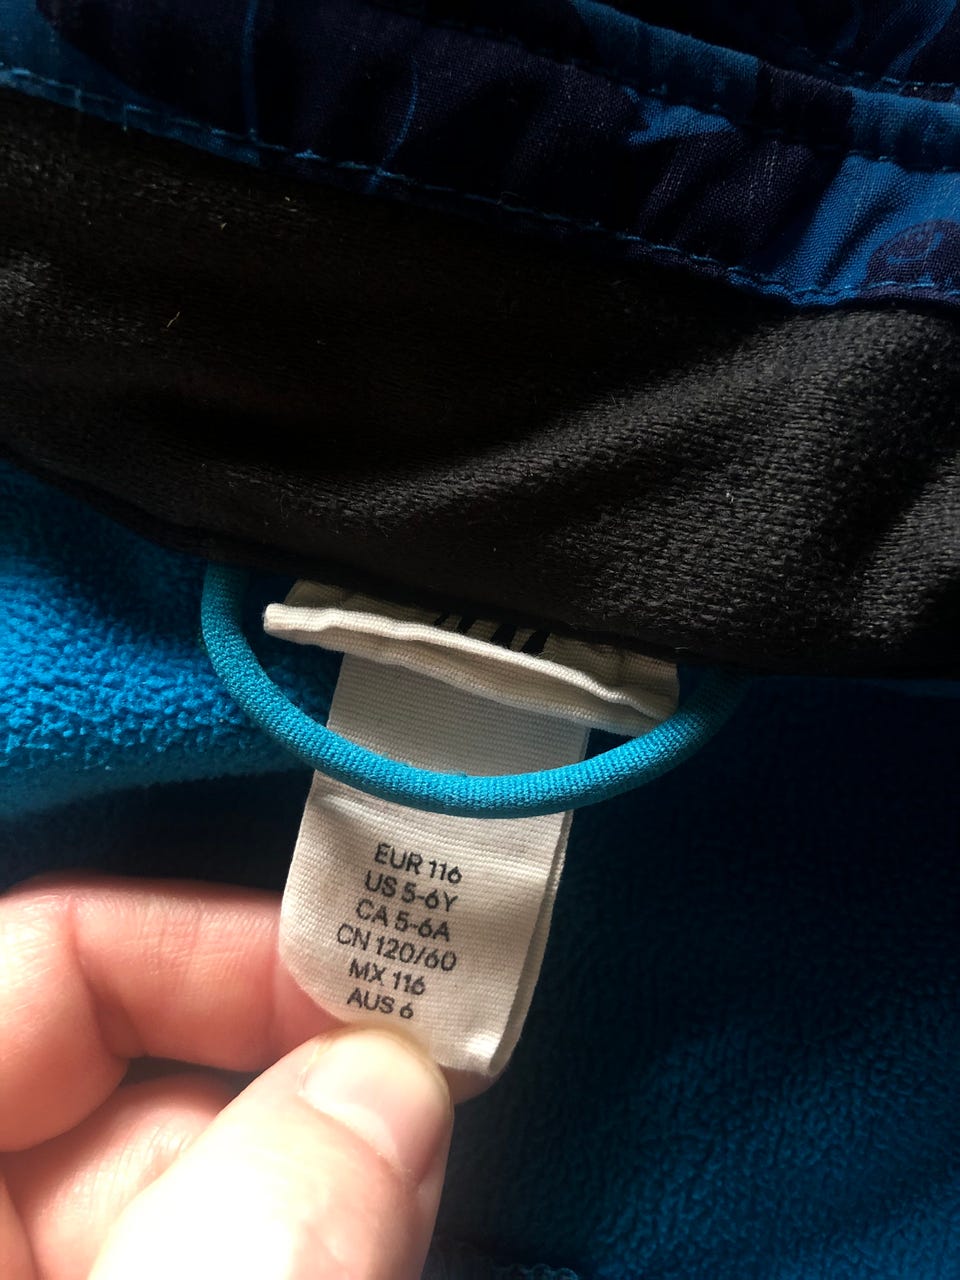 EUR 116
US 5-6Y
CA 5-6A
CN 120/60
MX 116
AUS 6